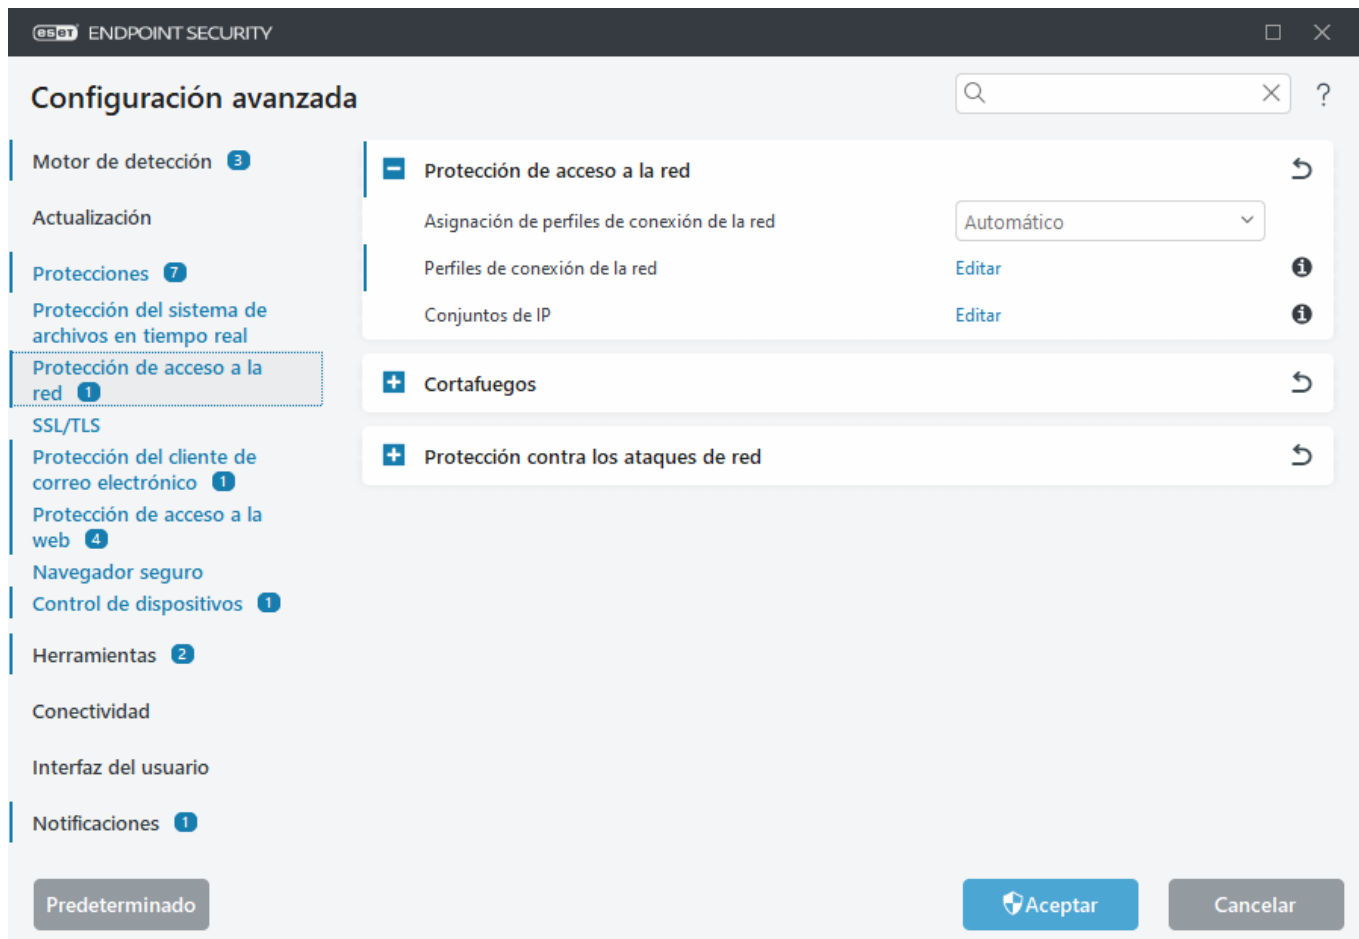 eset ENDPOINT SECURITY
Configuración avanzada
?
Motor de detección 3
Actualización
Protecciones 7
Protección del sistema de
archivos en tiempo real
Protección de acceso a la
red 1
SSL/TLS
Protección del cliente de
correo electrónico 1
Protección de acceso a la
web 4
Navegador seguro
Control de dispositivos 1
Herramientas 2
Conectividad
Interfaz del usuario
Notificaciones 1
Protección de acceso a la red
Asignación de perfiles de conexión de la red Automático
Perfiles de conexión de la red Editar
Conjuntos de IP Editar
Cortafuegos
Protección contra los ataques de red
Predeterminado Aceptar Cancelar